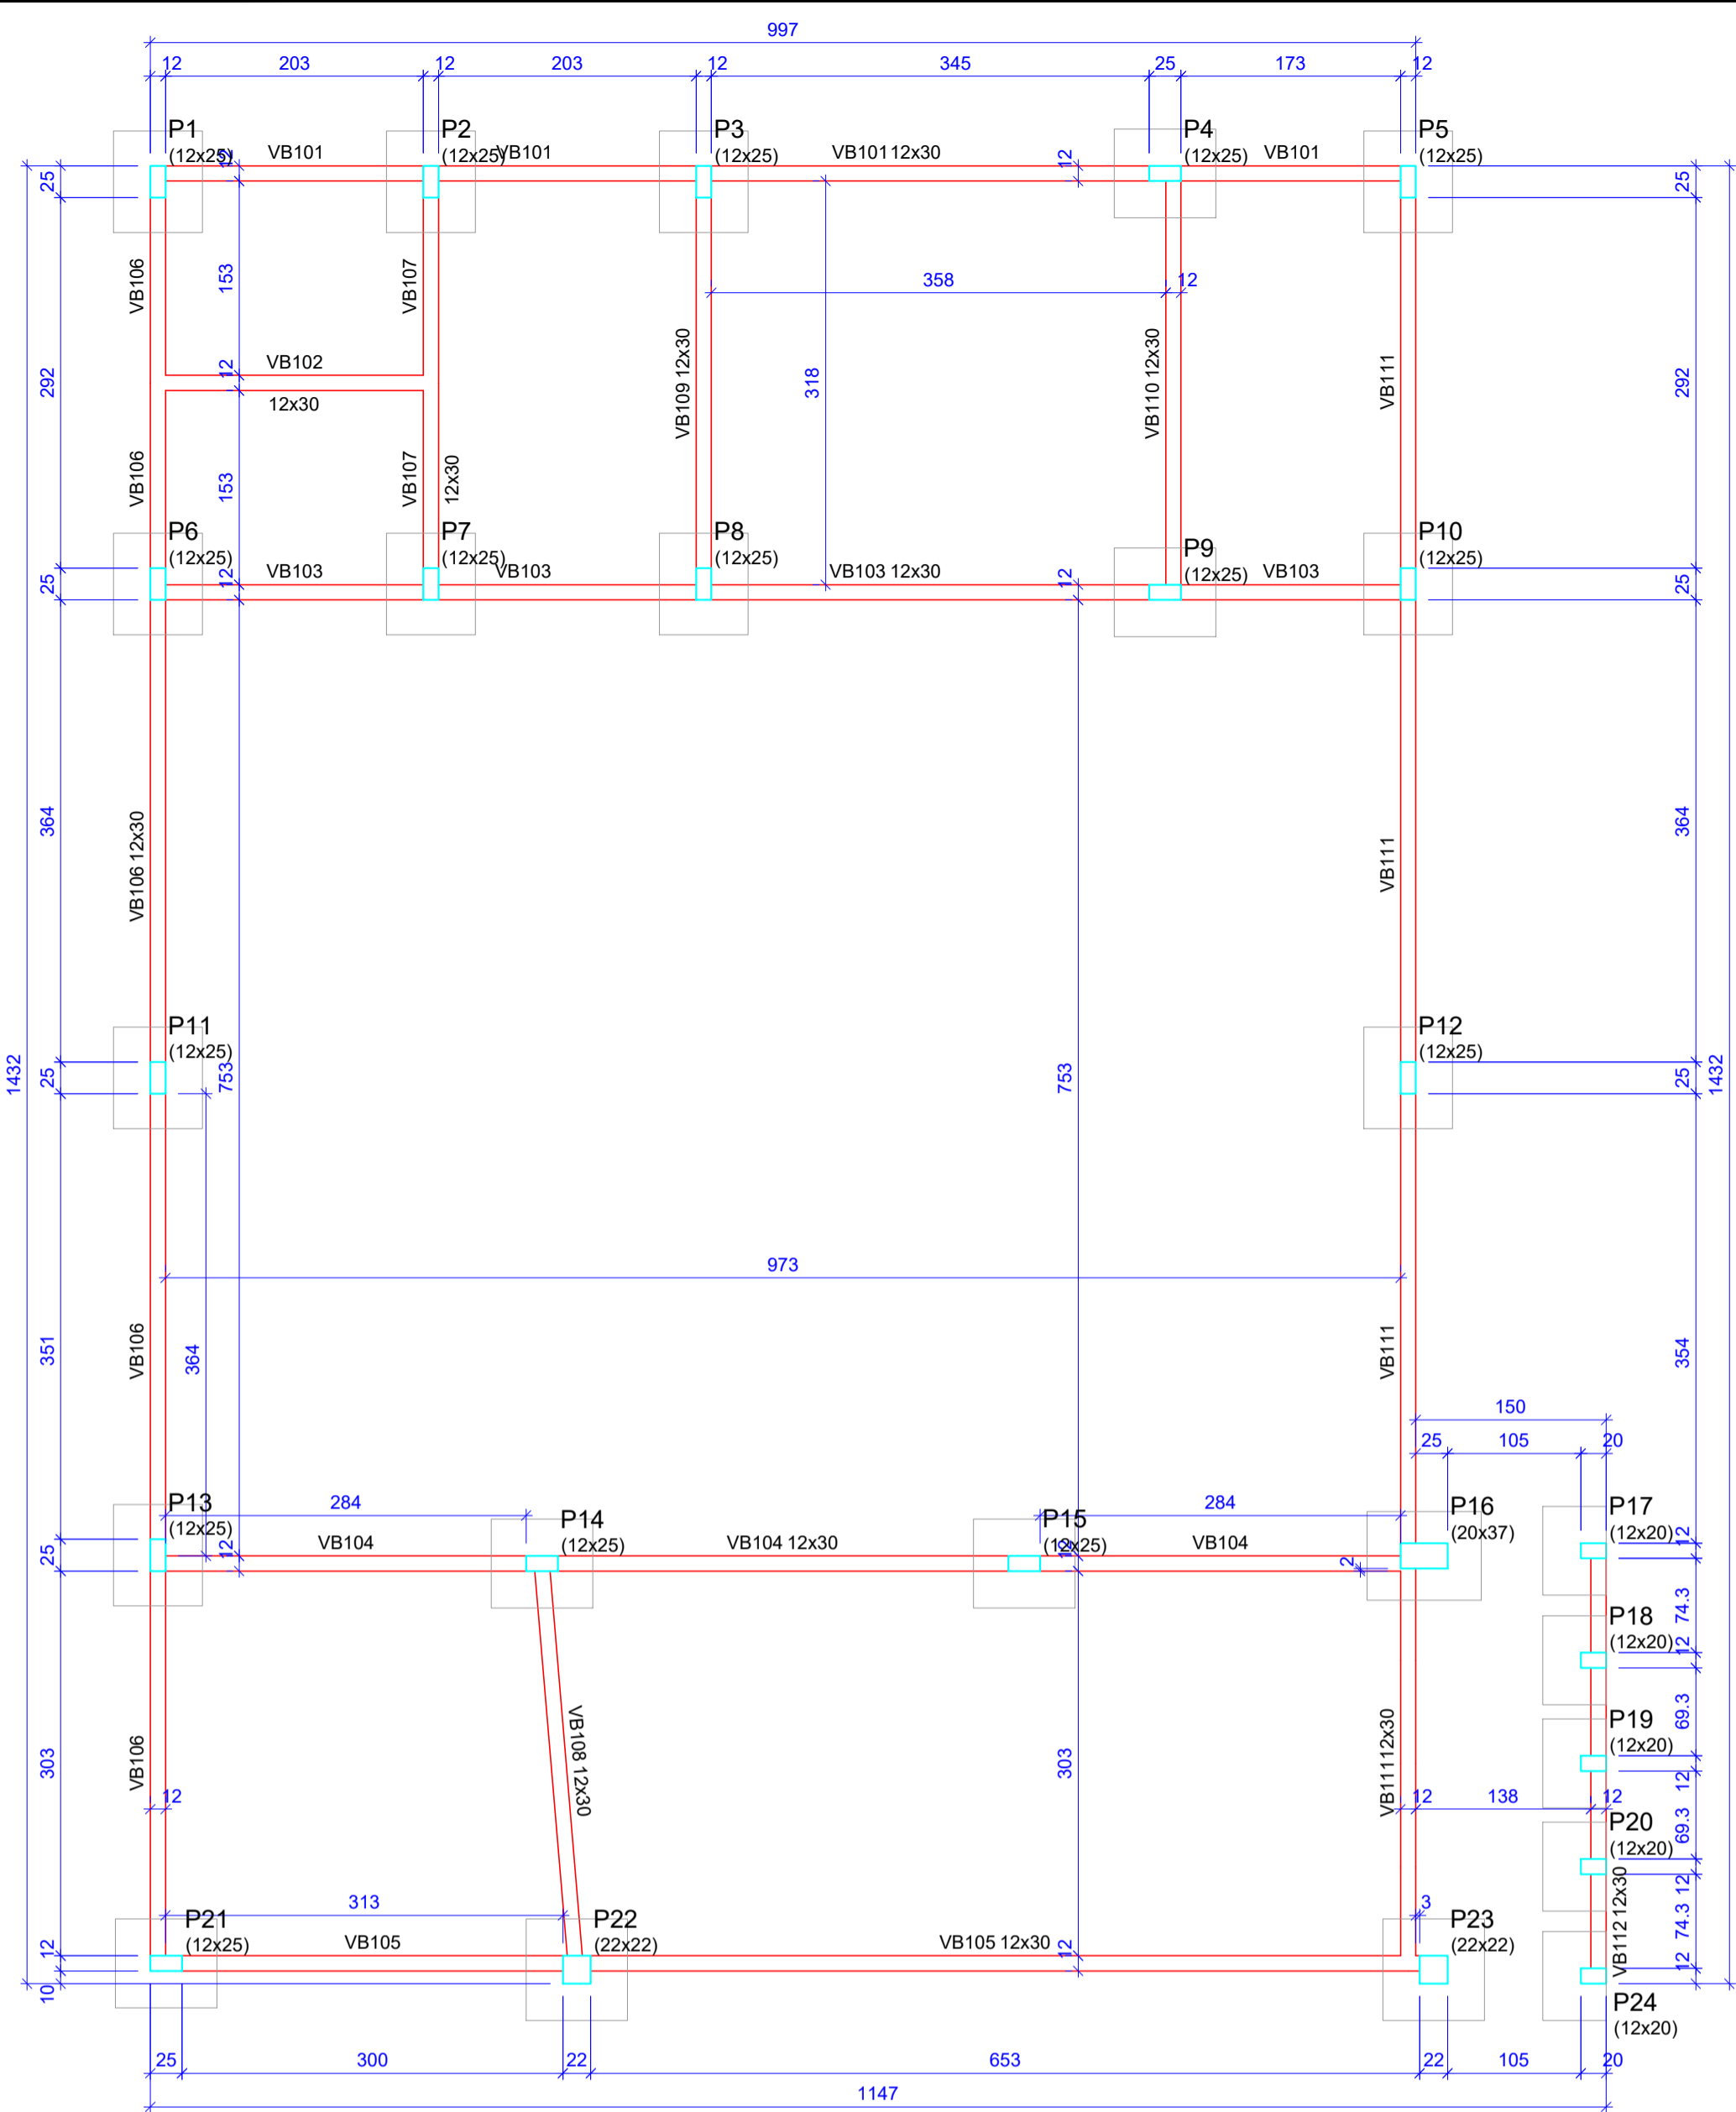 997
12 203 12 203 12 345 25 173 12
P1
(12x25)
VB101
P2
(12x25)
VB101
P3
(12x25)
VB101 12x30
P4
(12x25)
VB101
P5
(12x25)
12
12
25
25
153
VB106
VB107
358
12
VB109 12x30
318
VB110 12x30
VB111
292
292
VB102
12
12x30
VB106
153
VB107
12x30
P6
(12x25)
VB103
P7
(12x25)
VB103
P8
(12x25)
VB103 12x30
P9
(12x25)
VB103
P10
(12x25)
12
12
25
25
364
VB106 12x30
VB111
364
P11
(12x25)
P12
(12x25)
1432
25
753
753
25
1432
973
351
VB106
364
VB111
354
150
25 105 20
P13
(12x25)
284
VB104
P14
(12x25)
VB104 12x30
P15
(12x25)
284
VB104
P16
(20x37)
P17
(12x20)
25
12
12
2
12
74.3
P18
(12x20)
12
69.3
P19
(12x20)
12
303
VB106
VB108 12x30
303
VB111 12x30
12
12 138 12
P20
(12x20)
69.3
12
74.3
VB112 12x30
313
3
P21
(12x25)
VB105
P22
(22x22)
VB105 12x30
P23
(22x22)
12
10
12
12
P24
(12x20)
25 300 22 653 22 105 20
1147